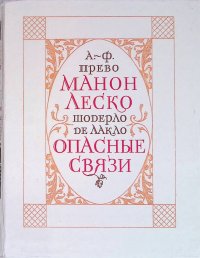 А.-Ф.
ПРЕВО
МАНОН
ЛЕСКО
ШОДЕРЛО
ДЕ ЛАКЛО
ОПАСНЫЕ
СВЯЗИ